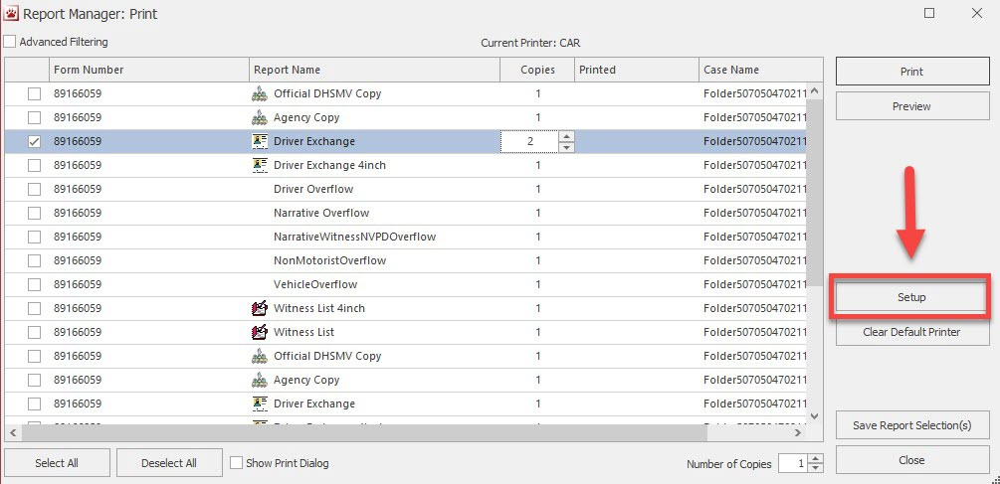 Report Manager: Print
Advanced Filtering
Current Printer: CAR
Form Number Report Name Copies Printed Case Name
89166059 Official DHSMV Copy 1 Folder507050470211
89166059 Agency Copy 1 Folder507050470211
89166059 Driver Exchange 2 Folder507050470211
89166059 Driver Exchange 4inch 1 Folder507050470211
89166059 Driver Overflow 1 Folder507050470211
89166059 Narrative Overflow 1 Folder507050470211
89166059 NarrativeWitnessNVPDOverflow 1 Folder507050470211
89166059 NonMotoristOverflow 1 Folder507050470211
89166059 VehicleOverflow 1 Folder507050470211
89166059 Witness List 4inch 1 Folder507050470211
89166059 Witness List 1 Folder507050470211
89166059 Official DHSMV Copy 1 Folder507050470211
89166059 Agency Copy 1 Folder507050470211
89166059 Driver Exchange 1 Folder507050470211
Print
Preview
Setup
Clear Default Printer
Save Report Selection(s)
Close
Select All
Deselect All
Show Print Dialog
Number of Copies 1